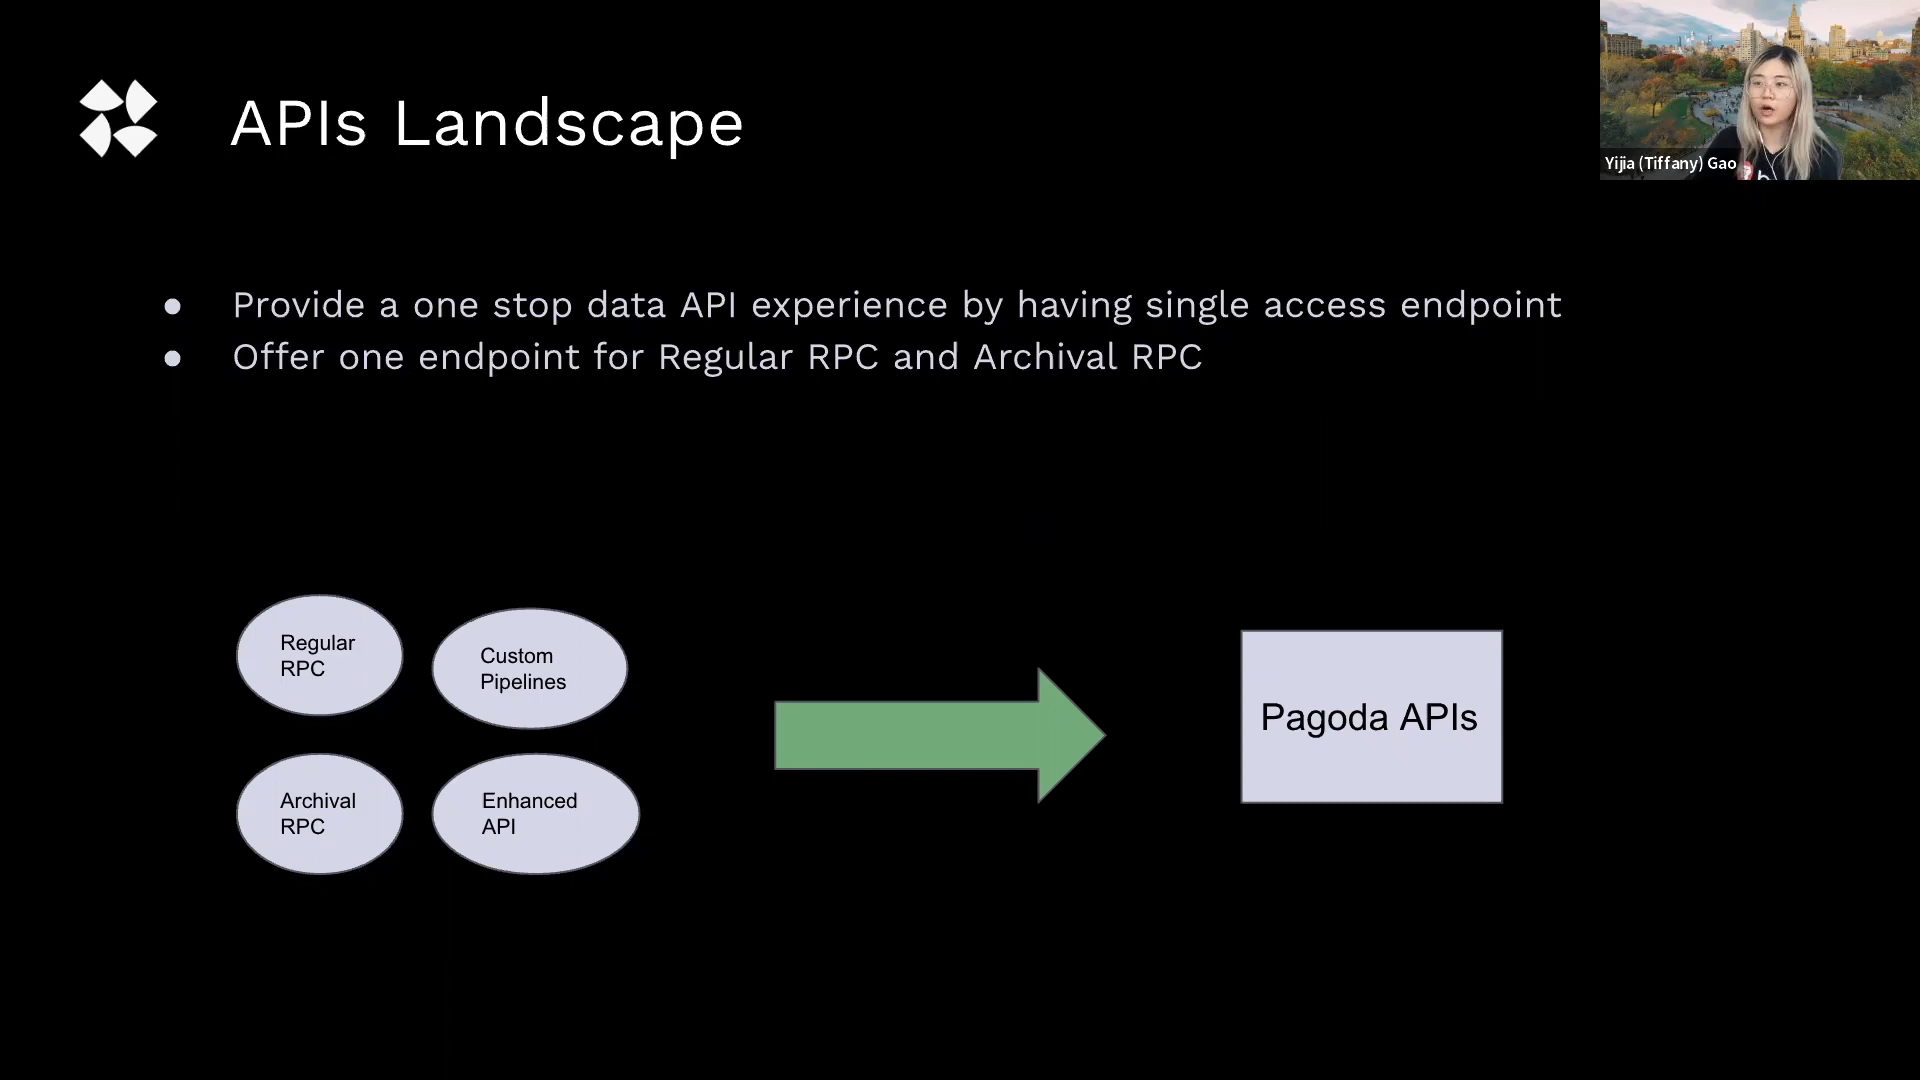 APIs Landscape
Yijia (Tiffany) Gao
● Provide a one stop data API experience by having single access endpoint
● Offer one endpoint for Regular RPC and Archival RPC
Regular
RPC
Custom
Pipelines
Archival
RPC
Enhanced
API
Pagoda APIs